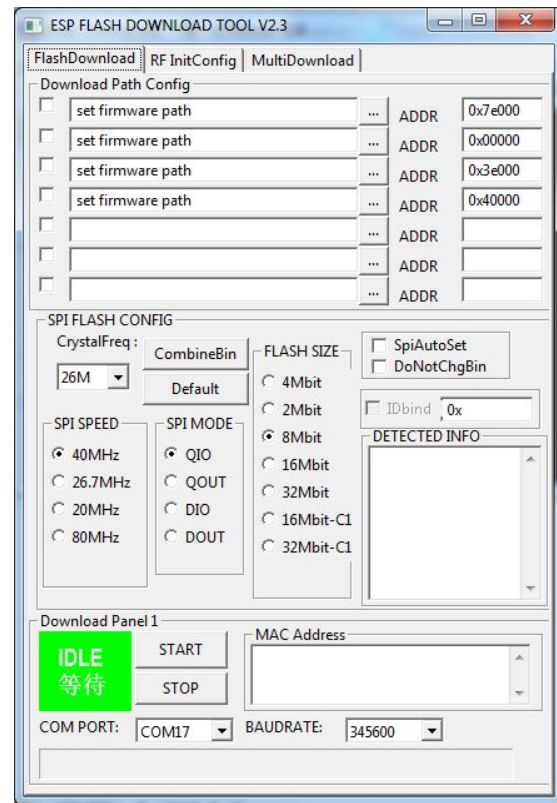 ESP FLASH DOWNLOAD TOOL V2.3
FlashDownload RF InitConfig MultiDownload
Download Path Config
set firmware path ... ADDR 0x7e000
set firmware path ... ADDR 0x00000
set firmware path ... ADDR 0x3e000
set firmware path ... ADDR 0x40000
... ADDR
... ADDR
... ADDR
SPI FLASH CONFIG
CrystalFreq :
26M
CombineBin
Default
SPI SPEED
40MHz
26.7MHz
20MHz
80MHz
SPI MODE
QIO
QOUT
DIO
DOUT
FLASH SIZE
4Mbit
2Mbit
8Mbit
16Mbit
32Mbit
16Mbit-C1
32Mbit-C1
SpiAutoSet
DoNotChgBin
IDbind 0x
DETECTED INFO
Download Panel 1
IDLE
等待
START
STOP
MAC Address
COM PORT: COM17 BAUDRATE: 345600